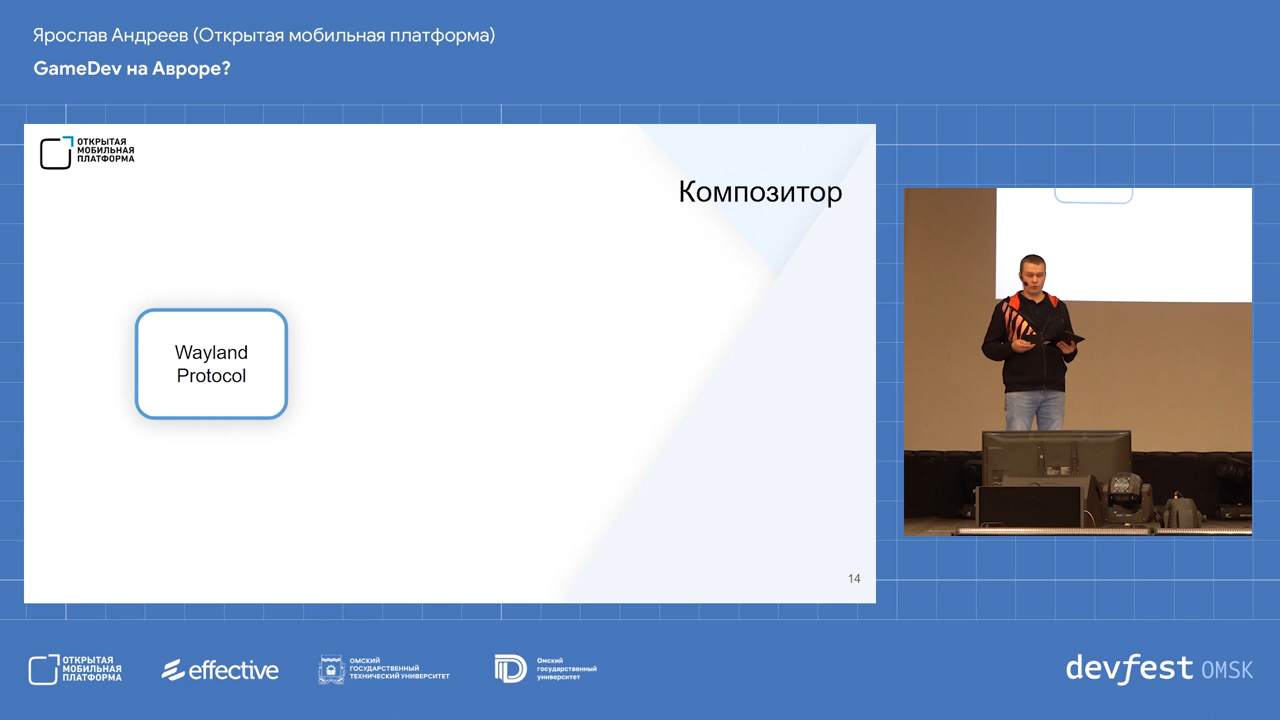 Ярослав Андреев (Открытая мобильная платформа)
GameDev на Авроре?
ОТКРЫТАЯ
МОБИЛЬНАЯ
ПЛАТФОРМА
Композитор
Wayland
Protocol
14
ОТКРЫТАЯ
МОБИЛЬНАЯ
ПЛАТФОРМА
effective
ОМСКИЙ
ГОСУДАРСТВЕННЫЙ
ТЕХНИЧЕСКИЙ УНИВЕРСИТЕТ
Омский
государственный
университет
devfest OMSK